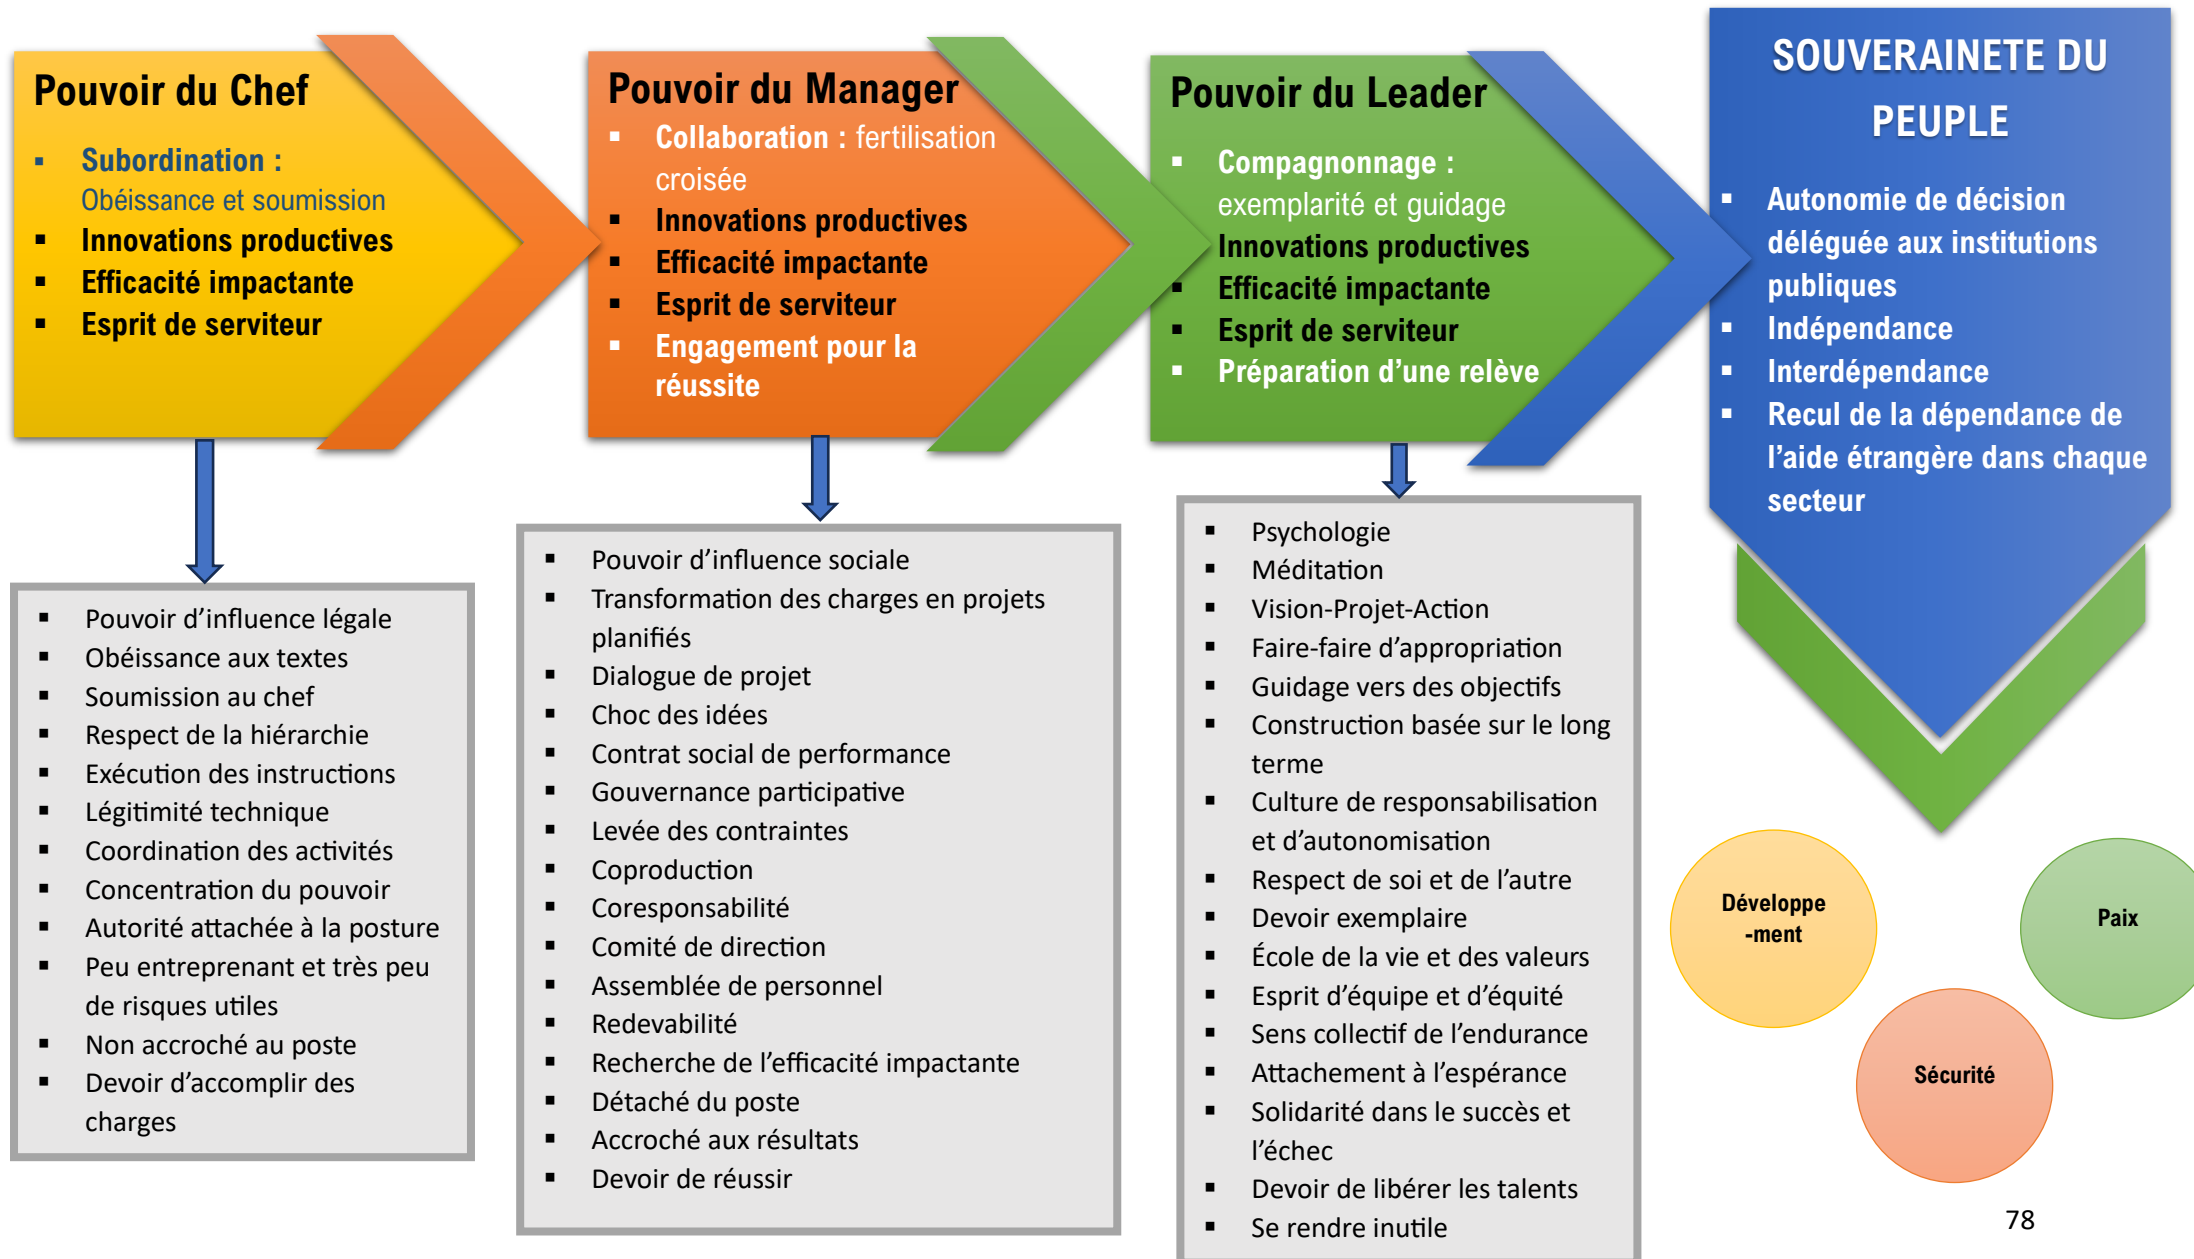 Pouvoir du Chef
▪ Subordination :
Obéissance et soumission
▪ Innovations productives
▪ Efficacité impactante
▪ Esprit de serviteur
Pouvoir du Manager
▪ Collaboration : fertilisation
croisée
▪ Innovations productives
▪ Efficacité impactante
▪ Esprit de serviteur
▪ Engagement pour la
réussite
Pouvoir du Leader
▪ Compagnonnage :
exemplarité et guidage
Innovations productives
▪ Efficacité impactante
▪ Esprit de serviteur
▪ Préparation d’une relève
SOUVERAINETE DU
PEUPLE
▪ Autonomie de décision
déléguée aux institutions
publiques
▪ Indépendance
▪ Interdépendance
▪ Recul de la dépendance de
l’aide étrangère dans chaque
secteur
▪ Pouvoir d’influence légale
▪ Obéissance aux textes
▪ Soumission au chef
▪ Respect de la hiérarchie
▪ Exécution des instructions
▪ Légitimité technique
▪ Coordination des activités
▪ Concentration du pouvoir
▪ Autorité attachée à la posture
▪ Peu entreprenant et très peu
de risques utiles
▪ Non accroché au poste
▪ Devoir d’accomplir des
charges
▪ Pouvoir d’influence sociale
▪ Transformation des charges en projets
planifiés
▪ Dialogue de projet
▪ Choc des idées
▪ Contrat social de performance
▪ Gouvernance participative
▪ Levée des contraintes
▪ Coproduction
▪ Coresponsabilité
▪ Comité de direction
▪ Assemblée de personnel
▪ Redevabilité
▪ Recherche de l’efficacité impactante
▪ Détaché du poste
▪ Accroché aux résultats
▪ Devoir de réussir
▪ Psychologie
▪ Méditation
▪ Vision-Projet-Action
▪ Faire-faire d’appropriation
▪ Guidage vers des objectifs
▪ Construction basée sur le long
terme
▪ Culture de responsabilisation
et d’autonomisation
▪ Respect de soi et de l’autre
▪ Devoir exemplaire
▪ École de la vie et des valeurs
▪ Esprit d’équipe et d’équité
▪ Sens collectif de l’endurance
▪ Attachement à l’espérance
▪ Solidarité dans le succès et
l’échec
▪ Devoir de libérer les talents
▪ Se rendre inutile
Développe
-ment
Paix
Sécurité
78